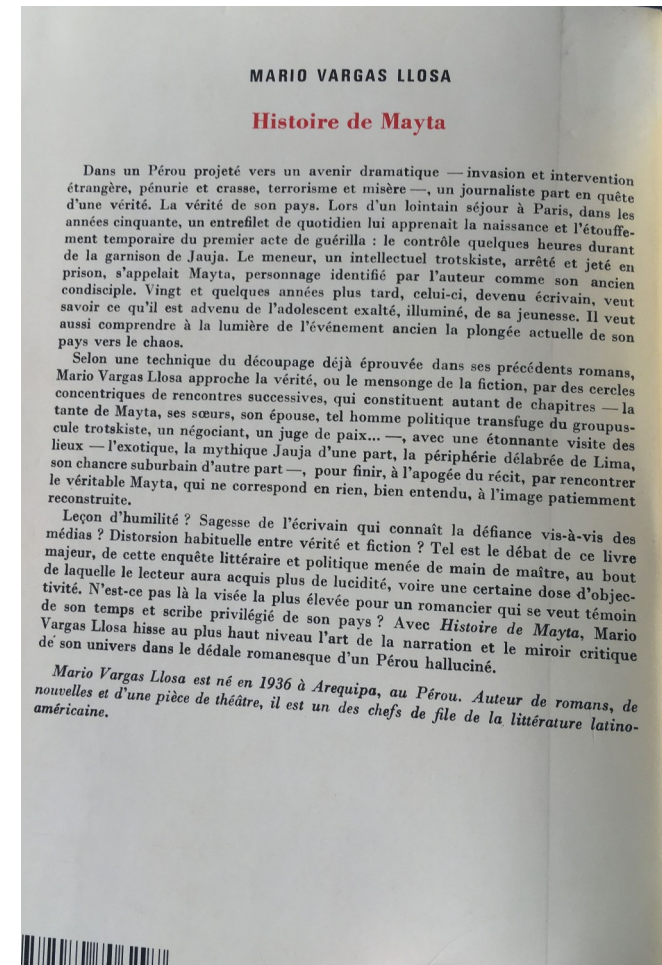 MARIO VARGAS LLOSA
Histoire de Mayta
Dans un Pérou projeté vers un avenir dramatique — invasion et intervention
étrangère, pénurie et crasse, terrorisme et misère —, un journaliste part en quête
d'une vérité. La vérité de son pays. Lors d'un lointain séjour à Paris, dans les
années cinquante, un entrefilet de quotidien lui apprenait la naissance et l'étouffe-
ment temporaire du premier acte de guérilla : le contrôle quelques heures durant
de la garnison de Jauja. Le meneur, un intellectuel trotskiste, arrêté et jeté en
prison, s'appelait Mayta, personnage identifié par l'auteur comme son ancien
condisciple. Vingt et quelques années plus tard, celui-ci, devenu écrivain, veut
savoir ce qu'il est advenu de l'adolescent exalté, illuminé, de sa jeunesse. Il veut
aussi comprendre à la lumière de l'événement ancien la plongée actuelle de son
pays vers le chaos.
Selon une technique du découpage déjà éprouvée dans ses précédents romans,
Mario Vargas Llosa approche la vérité, ou le mensonge de la fiction, par des cercles
concentriques de rencontres successives, qui constituent autant de chapitres — la
tante de Mayta, ses sœurs, son épouse, tel homme politique transfuge du groupus-
cule trotskiste, un négociant, un juge de paix... —, avec une étonnante visite des
lieux — l'exotique, la mythique Jauja d'une part, la périphérie délabrée de Lima,
son chancre suburbain d'autre part —, pour finir, à l'apogée du récit, par rencontrer
le véritable Mayta, qui ne correspond en rien, bien entendu, à l'image patiemment
reconstruite.
Leçon d'humilité ? Sagesse de l'écrivain qui connaît la défiance vis-à-vis des
médias ? Distorsion habituelle entre vérité et fiction ? Tel est le débat de ce livre
majeur, de cette enquête littéraire et politique menée de main de maître, au bout
de laquelle le lecteur aura acquis plus de lucidité, voire une certaine dose d'objec-
tivité. N'est-ce pas là la visée la plus élevée pour un romancier qui se veut témoin
de son temps et scribe privilégié de son pays ? Avec Histoire de Mayta, Mario
Vargas Llosa hisse au plus haut niveau l'art de la narration et le miroir critique
de son univers dans le dédale romanesque d'un Pérou halluciné.
Mario Vargas Llosa est né en 1936 à Arequipa, au Pérou. Auteur de romans, de
nouvelles et d'une pièce de théâtre, il est un des chefs de file de la littérature latino-
américaine.